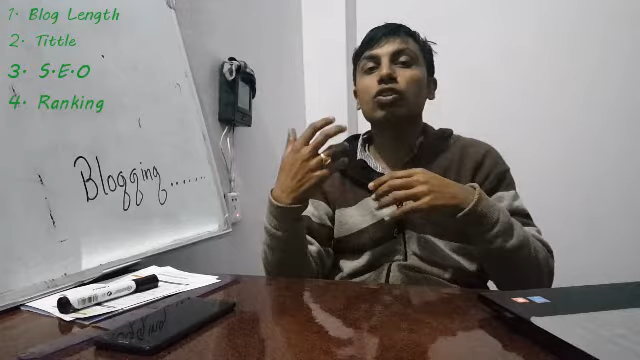 1. Blog Length
2. Tittle
3. S.E.O
4. Ranking
Blogging........